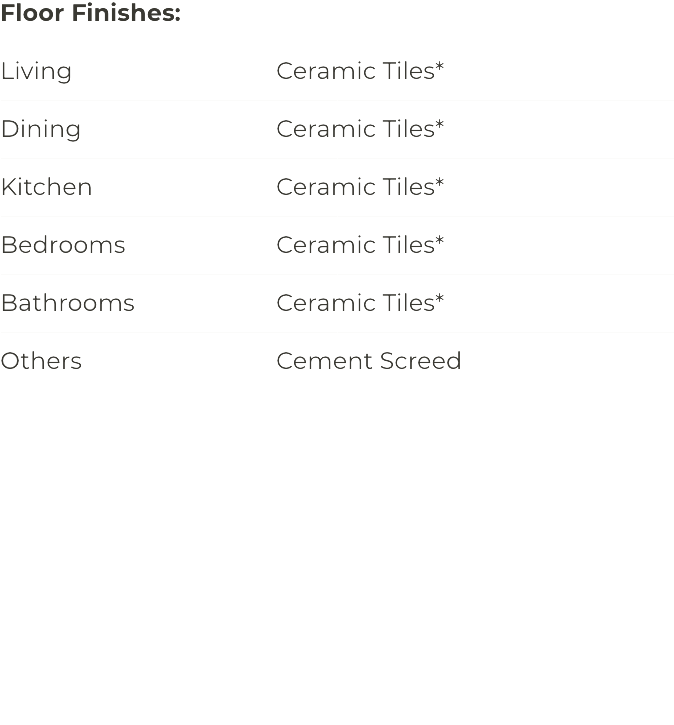 Floor Finishes:
Living Ceramic Tiles*
Dining Ceramic Tiles*
Kitchen Ceramic Tiles*
Bedrooms Ceramic Tiles*
Bathrooms Ceramic Tiles*
Others Cement Screed